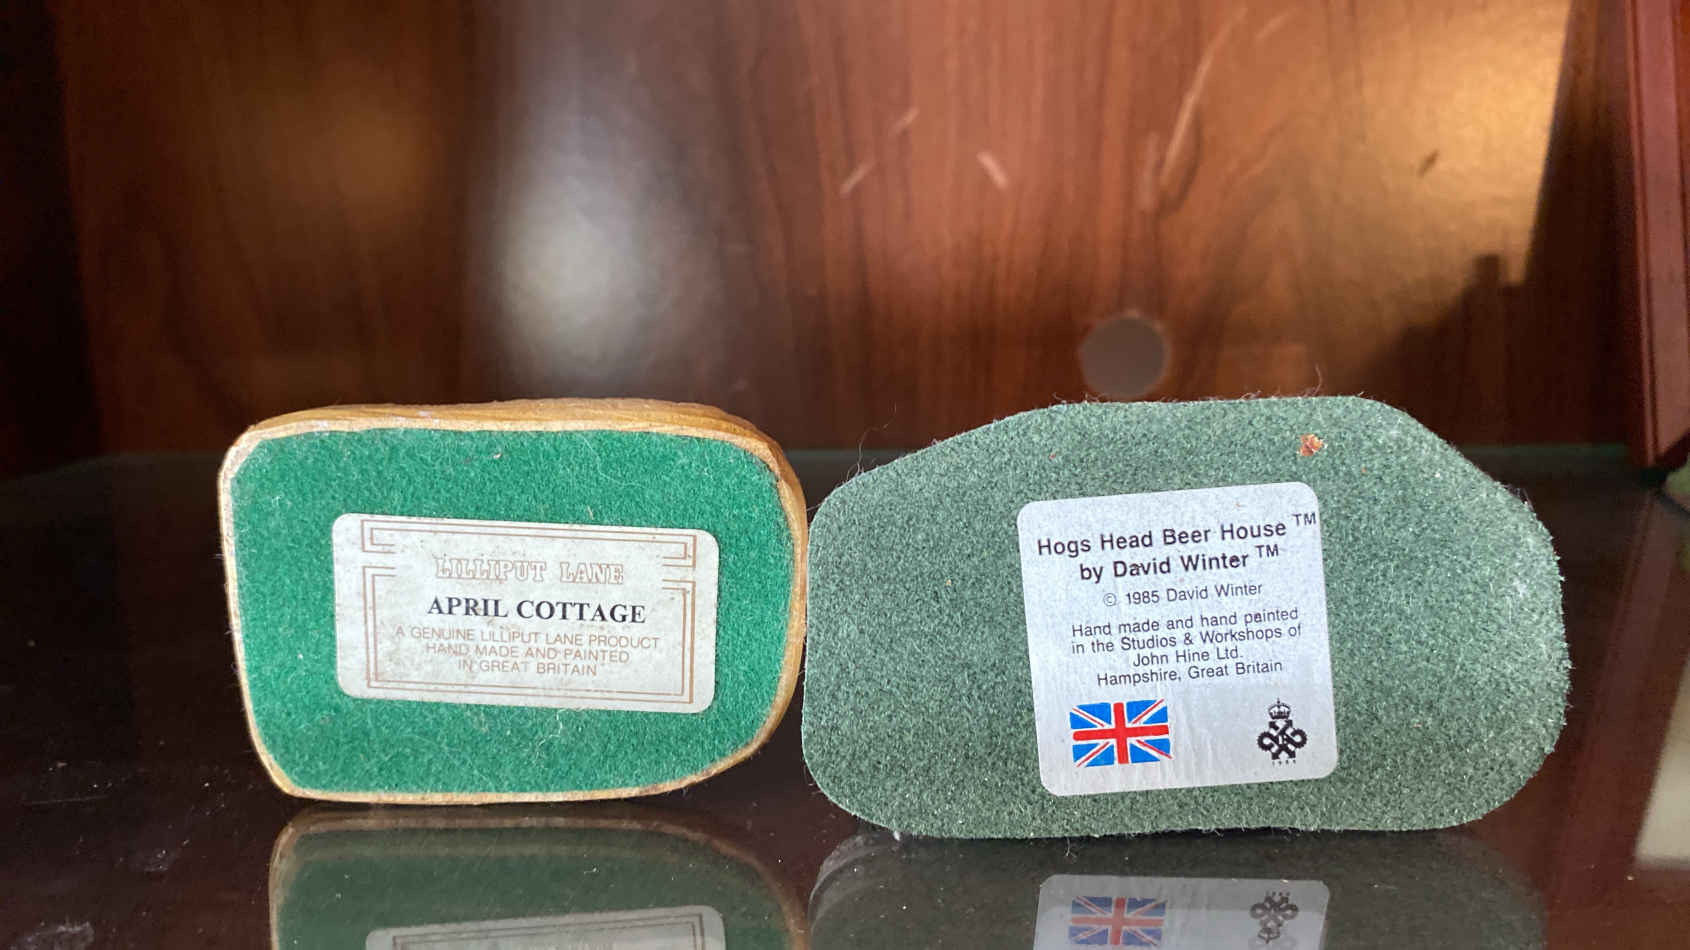 LILLIPUT LANE
APRIL COTTAGE
A GENUINE LILLIPUT LANE PRODUCT
HAND MADE AND PAINTED
IN GREAT BRITAIN
Hogs Head Beer House ™
by David Winter ™
© 1985 David Winter
Hand made and hand painted
in the Studios & Workshops of
John Hine Ltd.
Hampshire, Great Britain